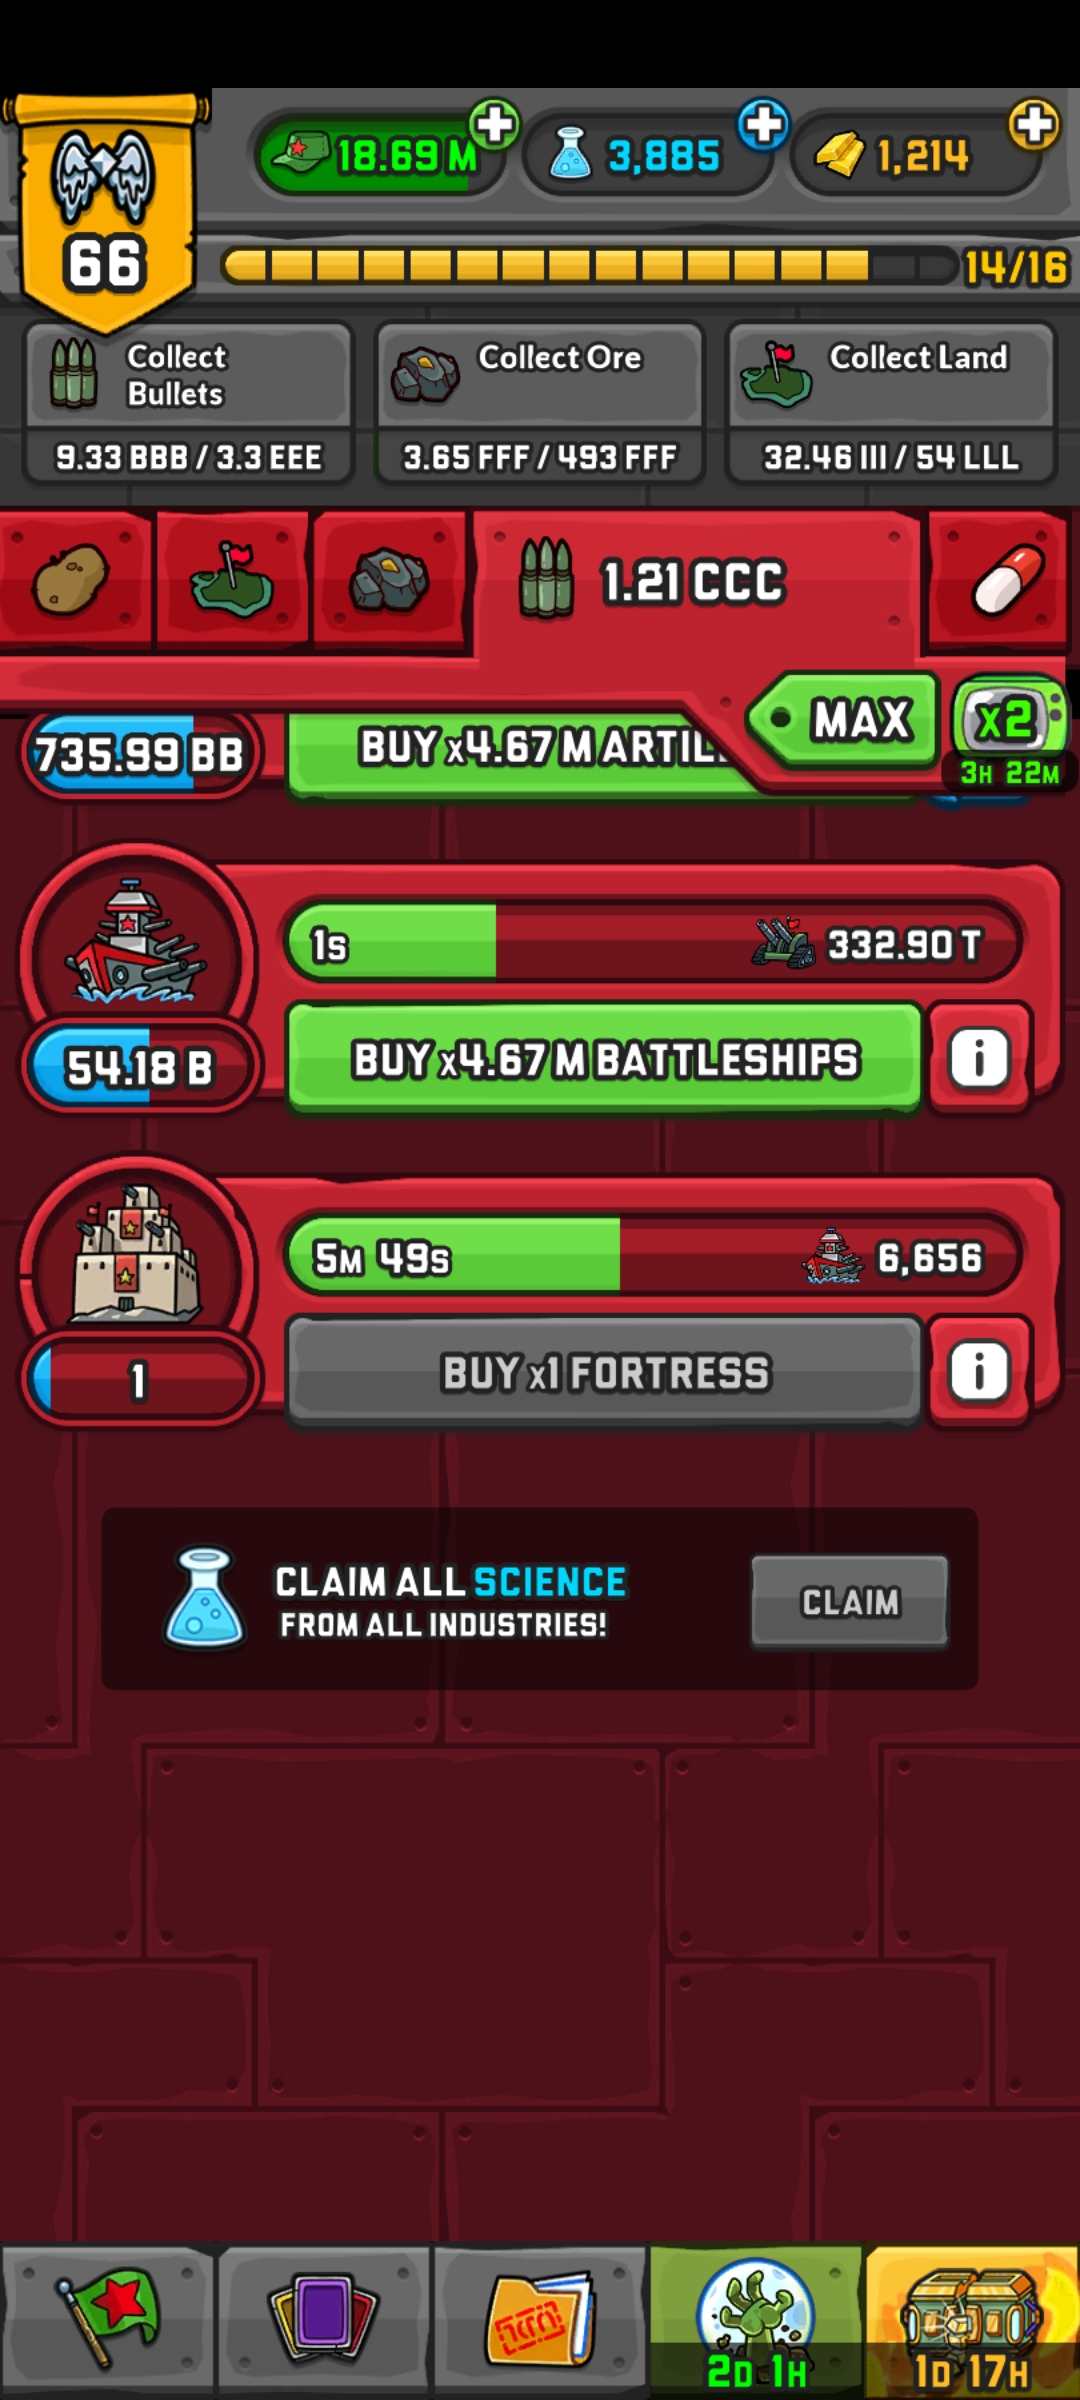 18.69 M
3,885
1,214
66
14/16
Collect
Bullets
Collect Ore
Collect Land
9.33 BBB / 3.3 EEE
3.65 FFF / 493 FFF
32.46 III / 54 LLL
1.21 CCC
MAX
x2
3H 22M
735.99 BB
BUY x4.67 M ARTIL
1S
332.90 T
54.18 B
BUY x4.67 M BATTLESHIPS
i
5M 49S
6,656
1
BUY x1 FORTRESS
i
CLAIM ALL SCIENCE
FROM ALL INDUSTRIES!
CLAIM
2D 1H
1D 17H